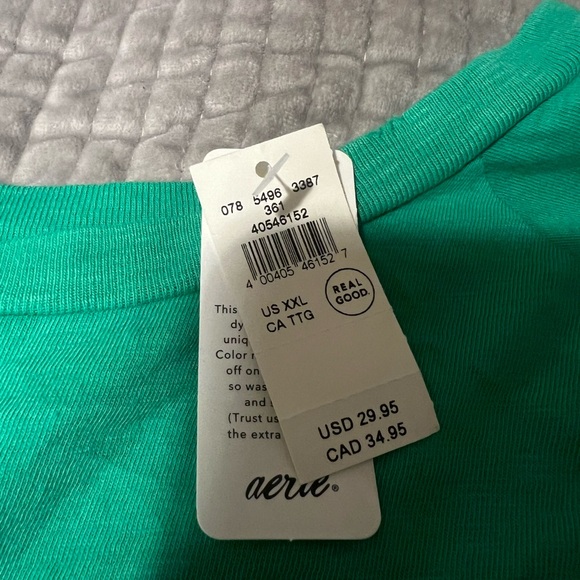 078 5496 3387
361
40546152
4 00405 46152 7
US XXL
CA TTG
REAL
GOOD.
USD 29.95
CAD 34.95
This
dy
uniq
Color
off on
so was
and
(Trust us
the extra
aerie®